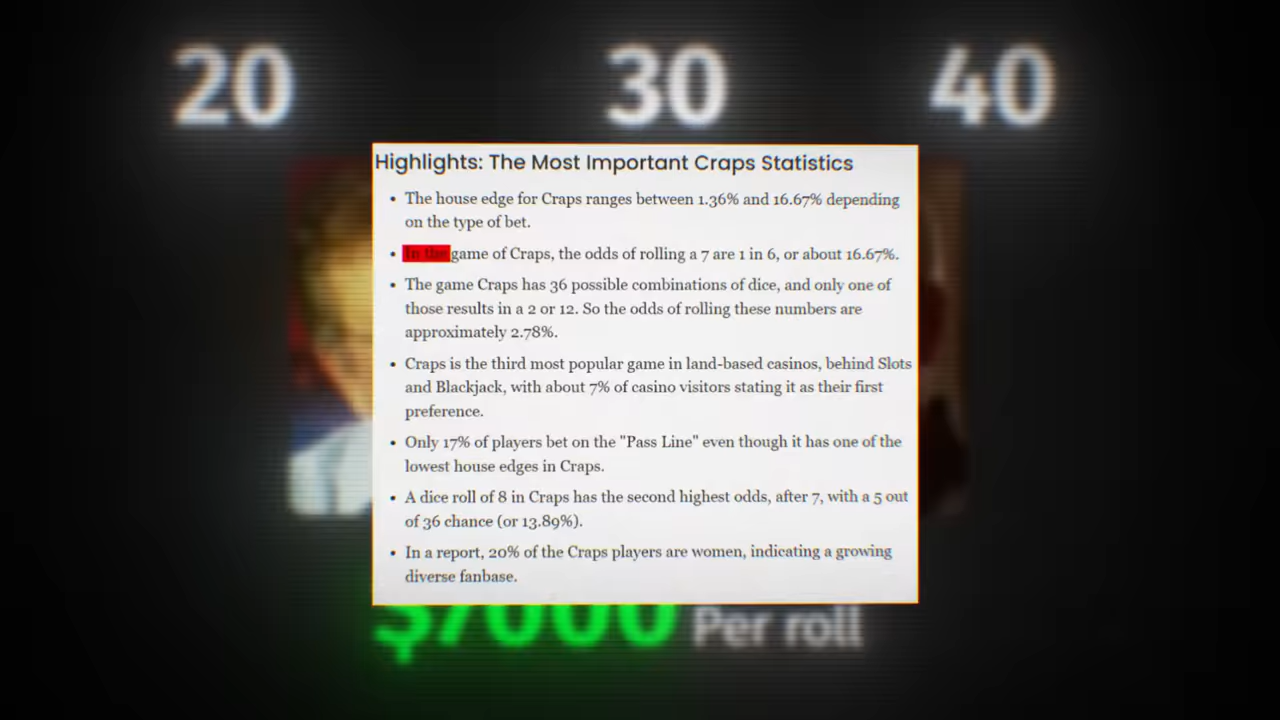 20 30 40
Highlights: The Most Important Craps Statistics
• The house edge for Craps ranges between 1.36% and 16.67% depending
on the type of bet.
• In the game of Craps, the odds of rolling a 7 are 1 in 6, or about 16.67%.
• The game Craps has 36 possible combinations of dice, and only one of
those results in a 2 or 12. So the odds of rolling these numbers are
approximately 2.78%.
• Craps is the third most popular game in land-based casinos, behind Slots
and Blackjack, with about 7% of casino visitors stating it as their first
preference.
• Only 17% of players bet on the "Pass Line" even though it has one of the
lowest house edges in Craps.
• A dice roll of 8 in Craps has the second highest odds, after 7, with a 5 out
of 36 chance (or 13.89%).
• In a report, 20% of the Craps players are women, indicating a growing
diverse fanbase.
$7000 Per roll